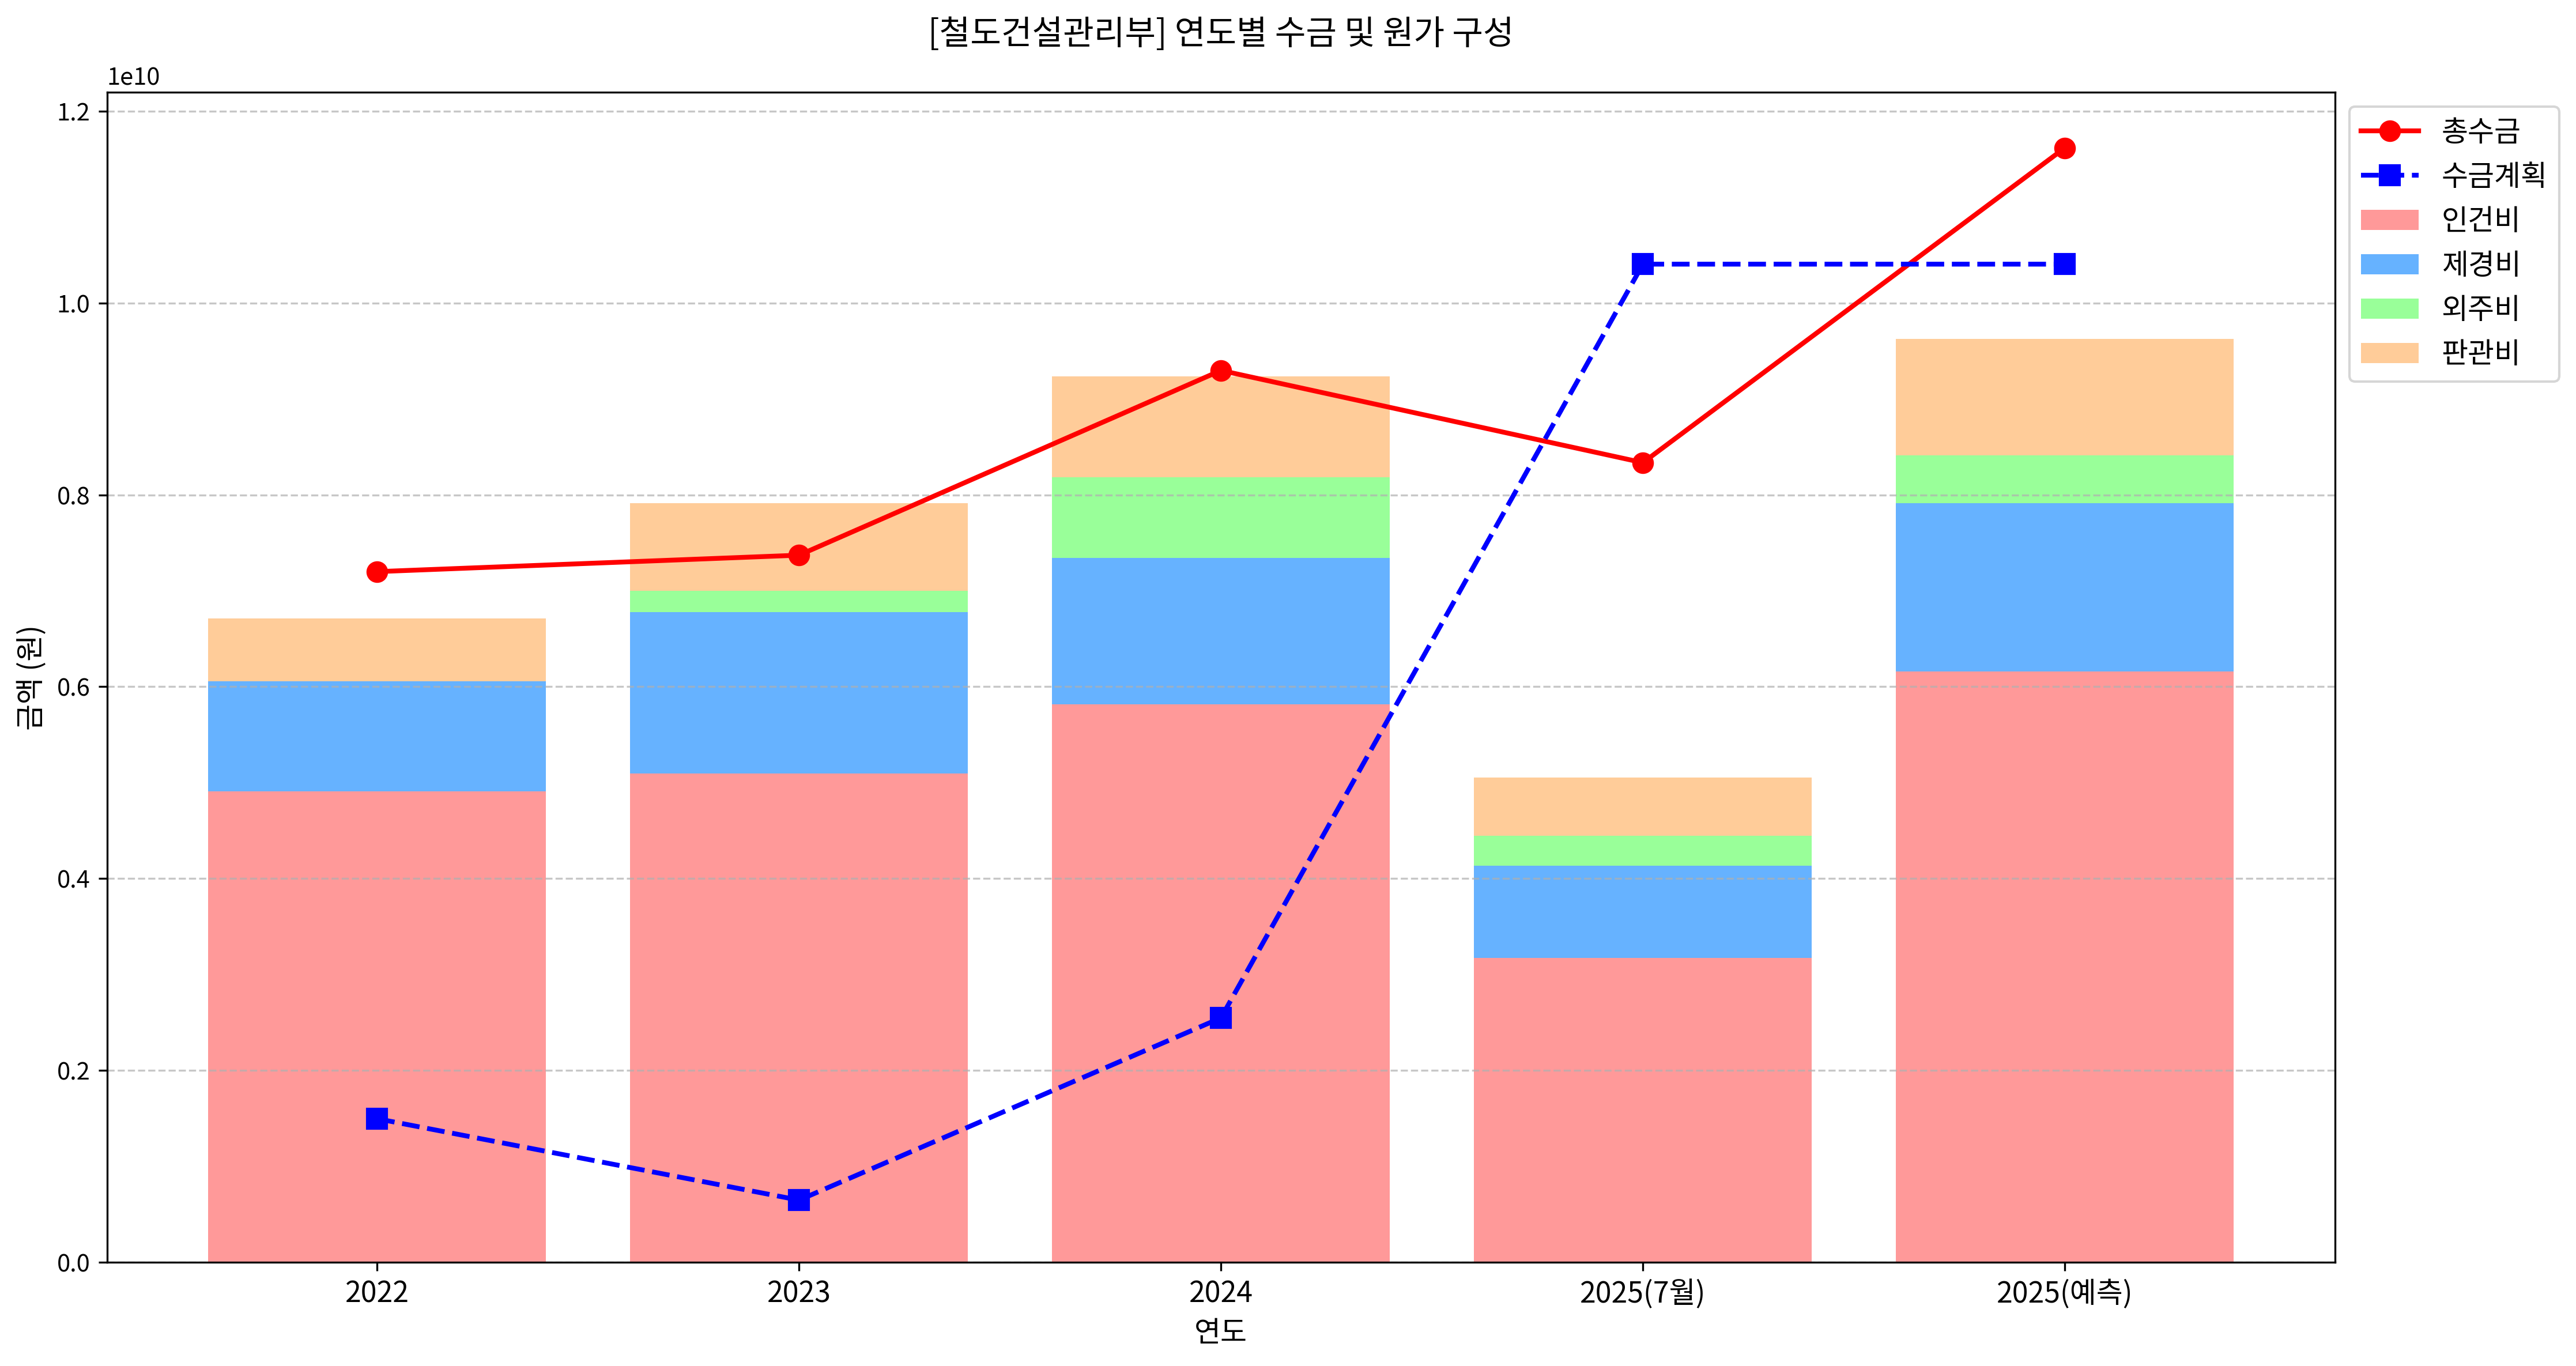 [철도건설관리부] 연도별 수금 및 원가 구성
1e10
1.2
1.0
0.8
0.6
0.4
0.2
0.0
금액 (원)
2022
2023
2024
2025(7월)
2025(예측)
연도
총수금
수금계획
인건비
제경비
외주비
판관비